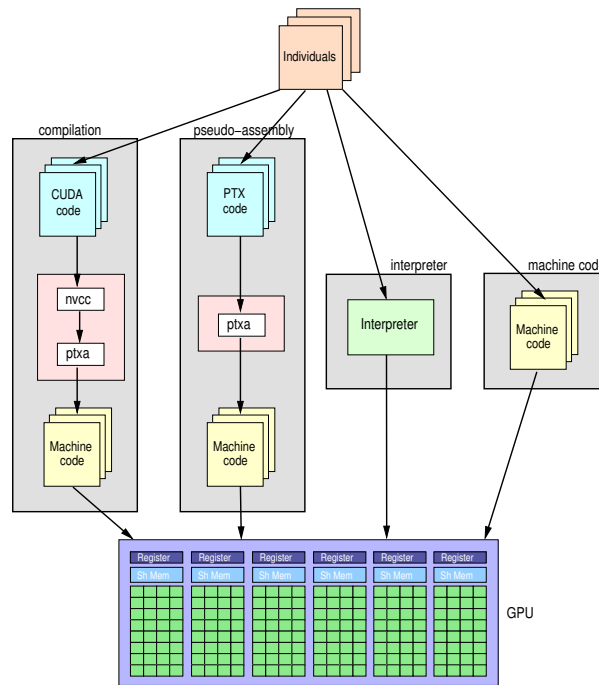 Individuals
compilation
pseudo-assembly
CUDA
code
PTX
code
interpreter
machine cod
nvcc
ptxa
ptxa
Interpreter
Machine
code
Machine
code
Machine
code
Register
Register
Register
Register
Register
Register
Sh Mem
Sh Mem
Sh Mem
Sh Mem
Sh Mem
Sh Mem
GPU